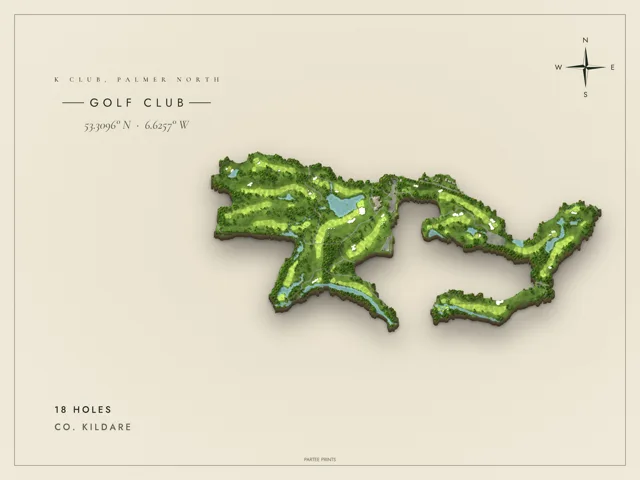 K CLUB, PALMER NORTH
GOLF CLUB
53.3096° N · 6.6257° W
N
W E
S
18 HOLES
CO. KILDARE
PARTEE PRINTS